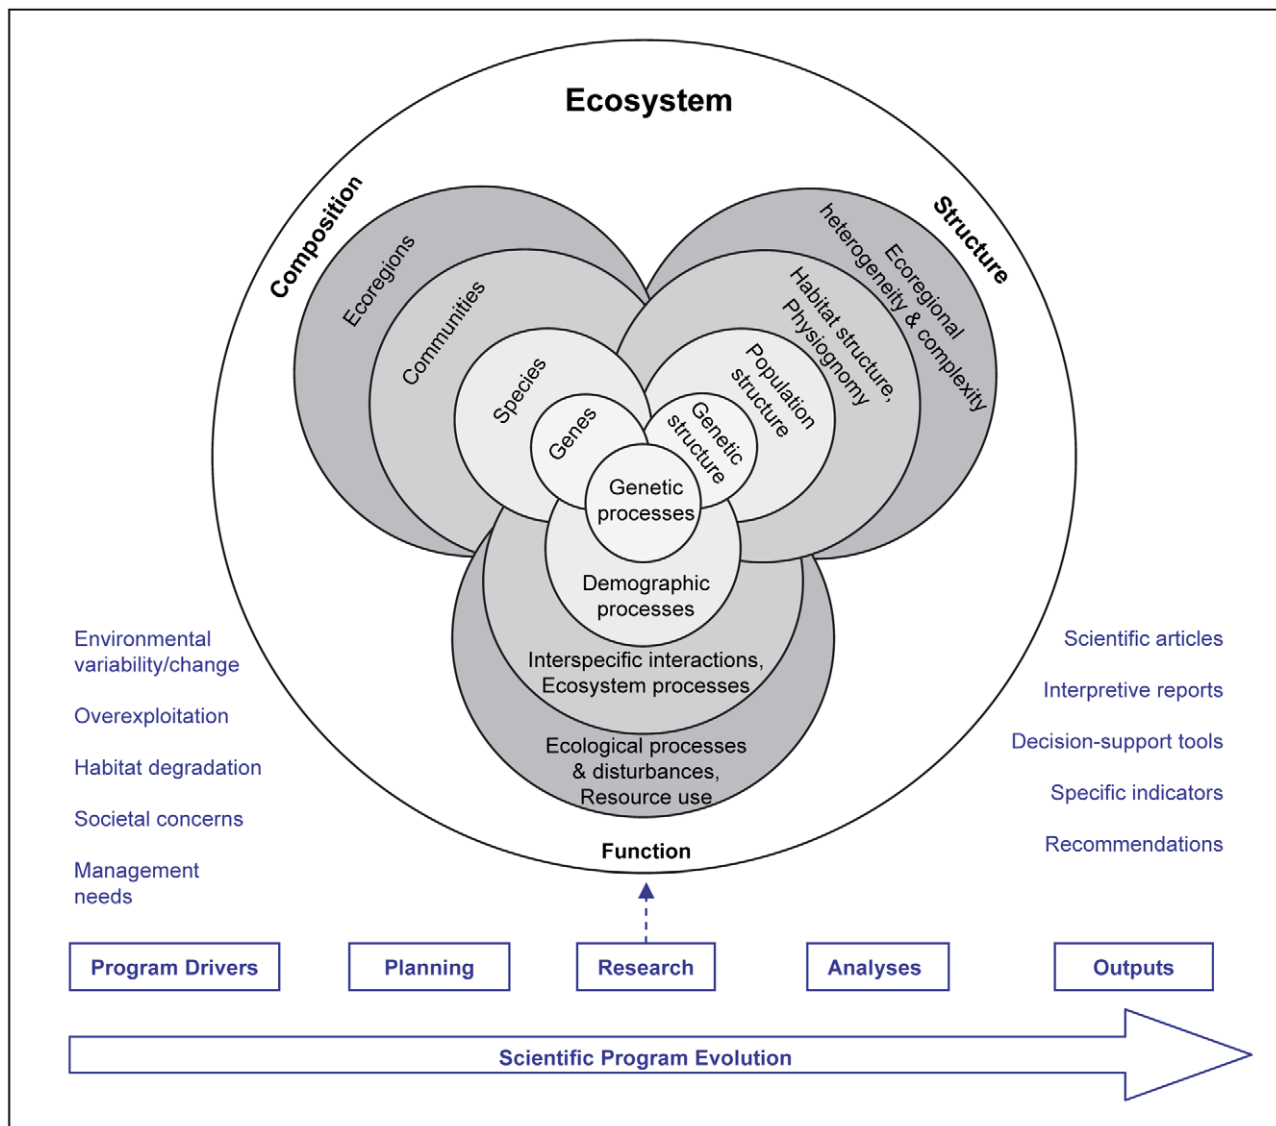 Ecosystem
Composition
Structure
Ecoregions
Communities
Species
Genes
Ecoregional
heterogeneity & complexity
Habitat structure,
Physiognomy
Population
structure
Genetic
structure
Genetic
processes
Demographic
processes
Interspecific interactions,
Ecosystem processes
Ecological processes
& disturbances,
Resource use
Function
Environmental
variability/change
Overexploitation
Habitat degradation
Societal concerns
Management
needs
Scientific articles
Interpretive reports
Decision-support tools
Specific indicators
Recommendations
Program Drivers
Planning
Research
Analyses
Outputs
Scientific Program Evolution